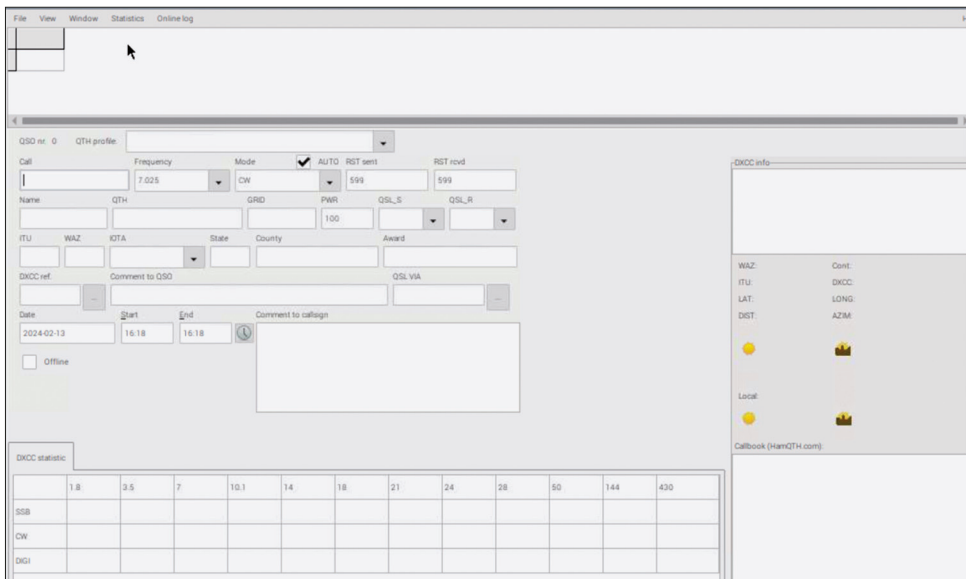 File View Window Statistics Online log
QSO nr. 0 QTH profile:
Call Frequency Mode AUTO RST sent RST rcvd
7.025 CW 599 599
Name QTH GRID PWR QSL_S QSL_R
100
ITU WAZ IOTA State County Award
DXCC ref. Comment to QSO QSL VIA
...
...
Date Start End Comment to callsign
2024-02-13 16:18 16:18
Offline
DXCC info
WAZ: Cont:
ITU: DXCC:
LAT: LONG:
DIST: AZIM:
Local:
Callbook (HamQTH.com):
DXCC statistic
1.8 3.5 7 10.1 14 18 21 24 28 50 144 430
SSB
CW
DIGI